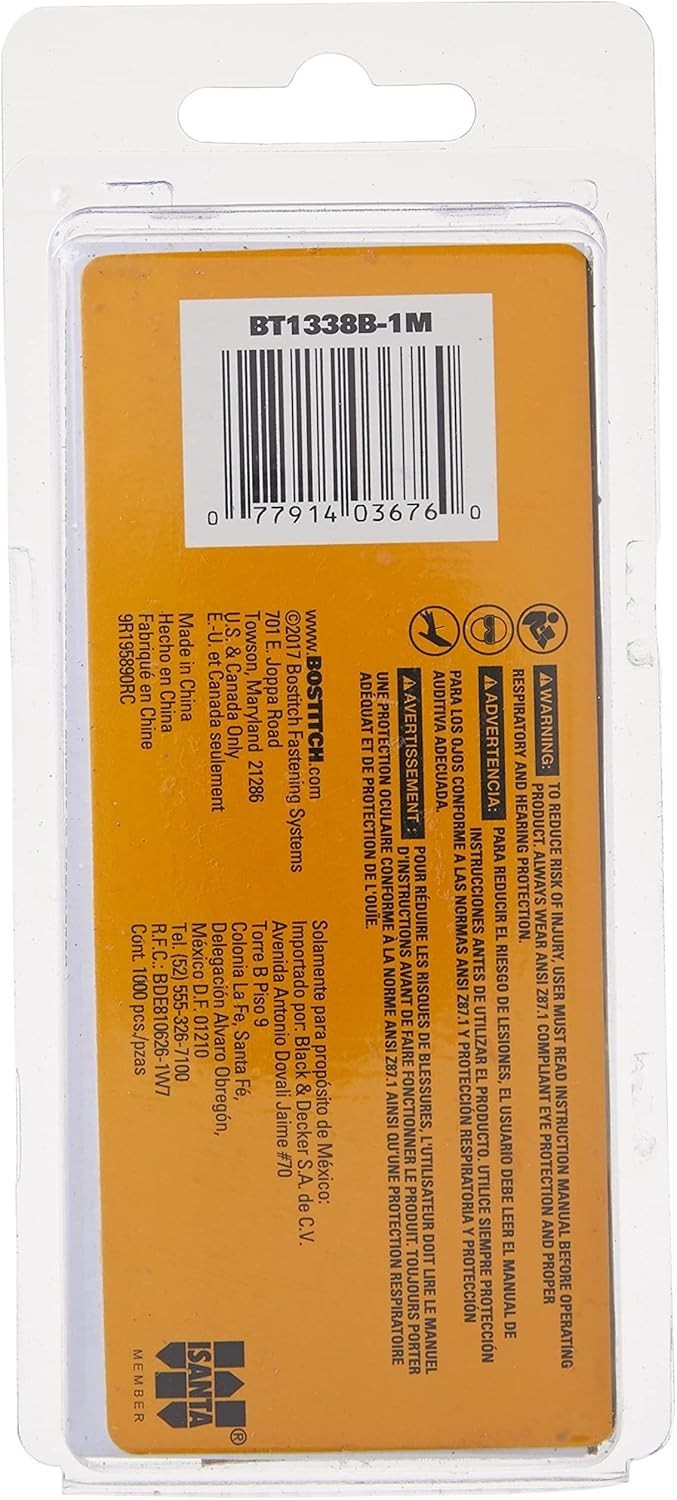 BT1338B-1M
0 77914 03676 0
WARNING: TO REDUCE RISK OF INJURY, USER MUST READ INSTRUCTION MANUAL BEFORE OPERATING
PRODUCT. ALWAYS WEAR ANSI Z87.1 COMPLIANT EYE PROTECTION AND PROPER
RESPIRATORY AND HEARING PROTECTION.
ADVERTENCIA: PARA REDUCIR EL RIESGO DE LESIONES, EL USUARIO DEBE LEER EL MANUAL DE
INSTRUCCIONES ANTES DE UTILIZAR EL PRODUCTO. UTILICE SIEMPRE PROTECCIÓN
PARA LOS OJOS CONFORME A LAS NORMAS ANSI Z87.1 Y PROTECCIÓN RESPIRATORIA Y PROTECCIÓN
AUDITIVA ADECUADA.
AVERTISSEMENT : POUR RÉDUIRE LES RISQUES DE BLESSURES, L'UTILISATEUR DOIT LIRE LE MANUEL
D'INSTRUCTIONS AVANT DE FAIRE FONCTIONNER LE PRODUIT. TOUJOURS PORTER
UNE PROTECTION OCULAIRE CONFORME À LA NORME ANSI Z87.1 AINSI QU'UNE PROTECTION RESPIRATOIRE
ADÉQUAT ET DE PROTECTION DE L'OUÏE.
www.BOSTITCH.com
©2017 Bostitch Fastening Systems
701 E. Joppa Road
Towson, Maryland 21286
U.S. & Canada Only
E.-U. et Canada seulement
Made in China
Hecho en China
Fabriqué en Chine
9R195890RC
Solamente para propósito de México:
Importado por: Black & Decker S.A. de C.V.
Avenida Antonio Dovali Jaime #70
Torre B Piso 9
Colonia La Fe, Santa Fé,
Delegación Alvaro Obregón,
México D.F. 01210
Tel. (52) 555-326-7100
R.F.C.: BDE810626-1W7
Cont. 1000 pcs/pzas
ISANTA®
MEMBER